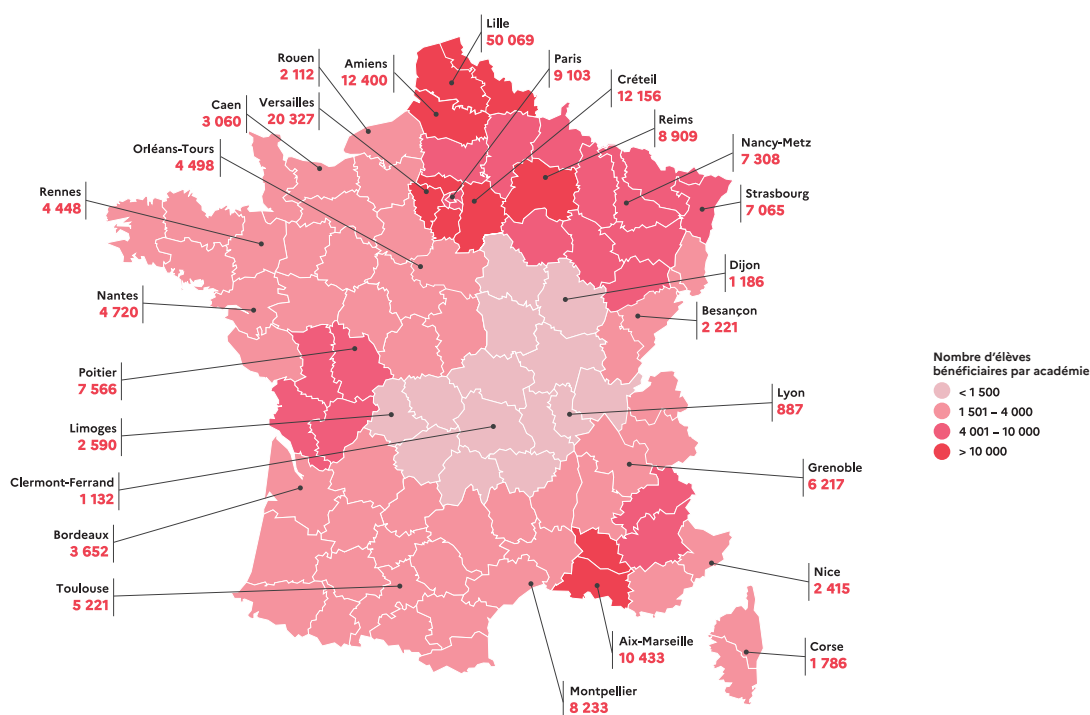 Lille
50 069
Rouen
2 112
Amiens
12 400
Paris
9 103
Créteil
12 156
Caen
3 060
Versailles
20 327
Reims
8 909
Orléans-Tours
4 498
Nancy-Metz
7 308
Rennes
4 448
Strasbourg
7 065
Dijon
1 186
Nantes
4 720
Besançon
2 221
Poitier
7 566
Lyon
887
Limoges
2 590
Clermont-Ferrand
1 132
Grenoble
6 217
Bordeaux
3 652
Toulouse
5 221
Nice
2 415
Aix-Marseille
10 433
Corse
1 786
Montpellier
8 233
Nombre d'élèves
bénéficiaires par académie
< 1 500
1 501 – 4 000
4 001 – 10 000
> 10 000